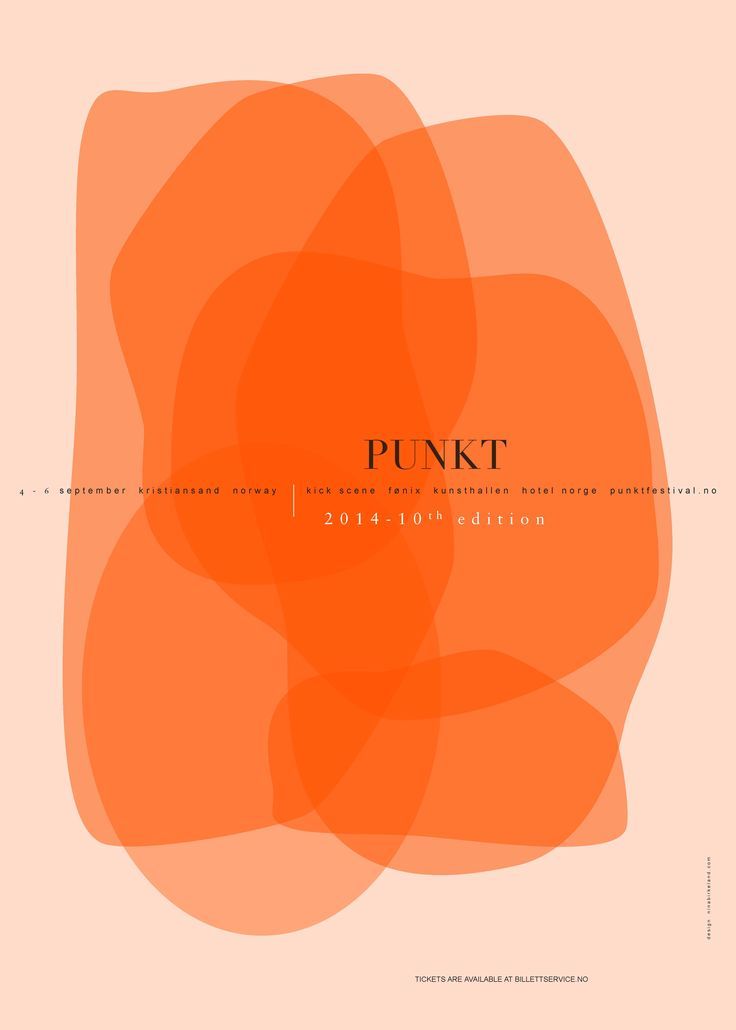 PUNKT
4 - 6 september kristiansand norway | kick scene fønix kunsthallen hotel norge punktfestival.no
2014-10th edition
design ninabirkeland.com
TICKETS ARE AVAILABLE AT BILLETTSERVICE.NO